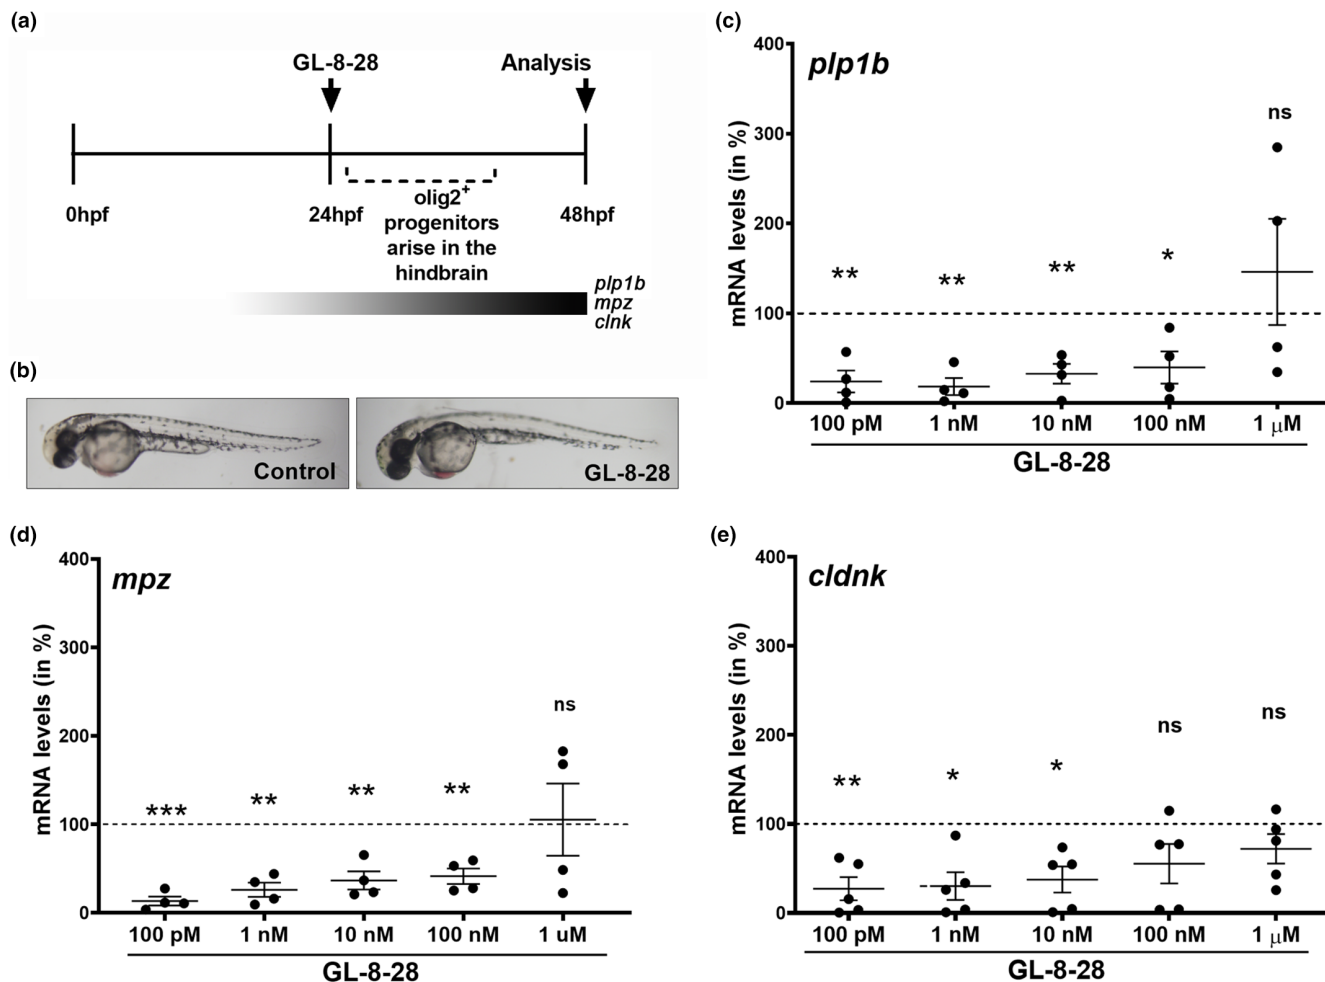 (a)
GL-8-28
Analysis
0hpf
24hpf
48hpf
olig2+
progenitors
arise in the
hindbrain
plp1b
mpz
clnk
(b)
Control
GL-8-28
(c)
plp1b
mRNA levels (in %)
400
300
200
100
0
**
**
**
*
ns
100 pM
1 nM
10 nM
100 nM
1 μM
GL-8-28
(d)
mpz
mRNA levels (in %)
400
300
200
100
0
***
**
**
**
ns
100 pM
1 nM
10 nM
100 nM
1 uM
GL-8-28
(e)
cldnk
mRNA levels (in %)
400
300
200
100
0
**
*
*
ns
ns
100 pM
1 nM
10 nM
100 nM
1 μM
GL-8-28